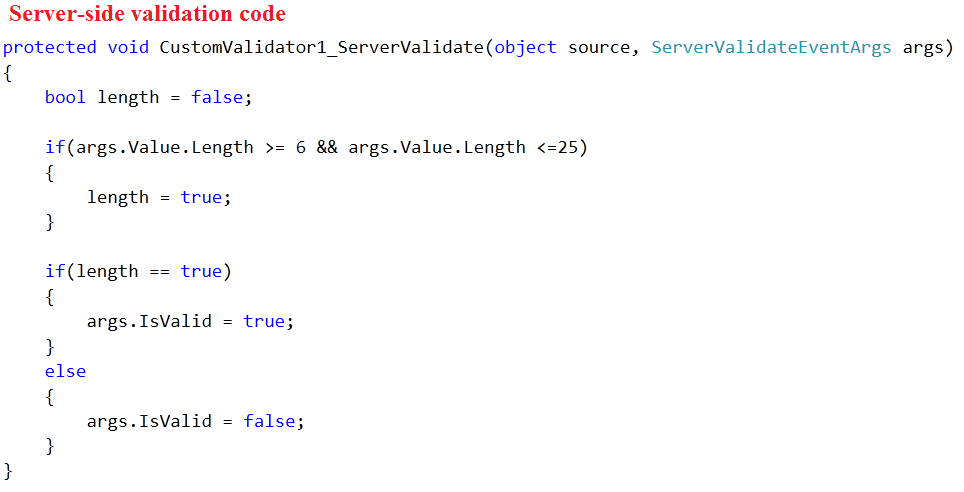 Server-side validation code
protected void CustomValidator1_ServerValidate(object source, ServerValidateEventArgs args)
{
    bool length = false;

    if(args.Value.Length >= 6 && args.Value.Length <=25)
    {
        length = true;
    }

    if(length == true)
    {
        args.IsValid = true;
    }
    else
    {
        args.IsValid = false;
    }
}